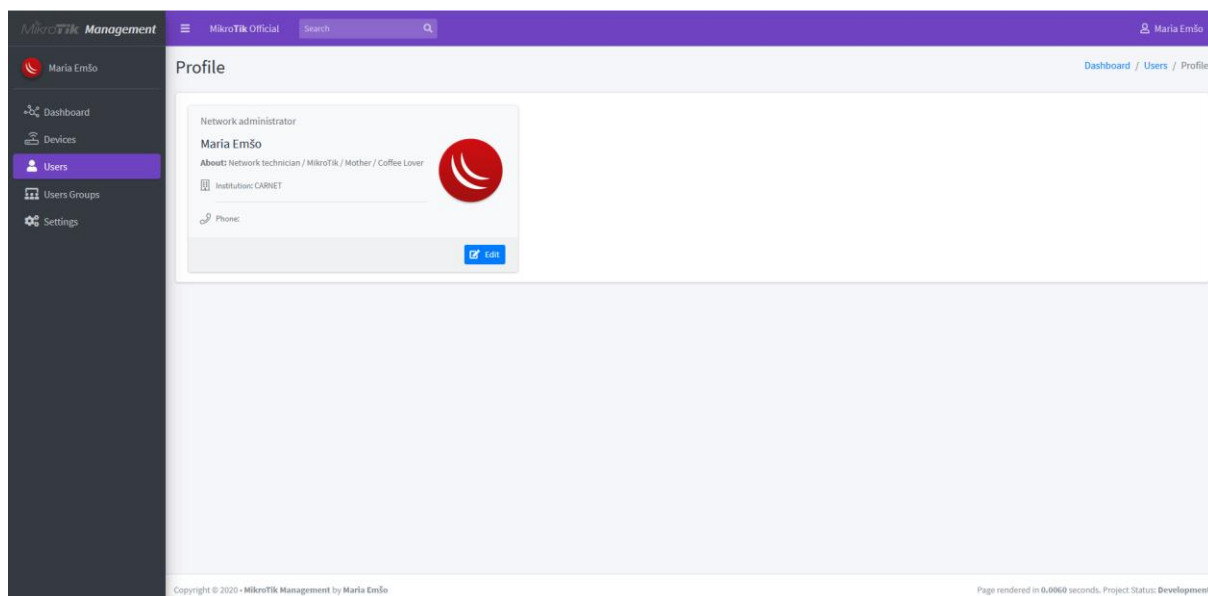 MikroTik Management
MikroTik Official
Search
Maria Emšo
Maria Emšo
Profile
Dashboard / Users / Profile
Dashboard
Devices
Users
Users Groups
Settings
Network administrator
Maria Emšo
About: Network technician / MikroTik / Mother / Coffee Lover
Institution: CARNET
Phone:
Edit
Copyright © 2020 - MikroTik Management by Maria Emšo
Page rendered in 0.0060 seconds. Project Status: Development